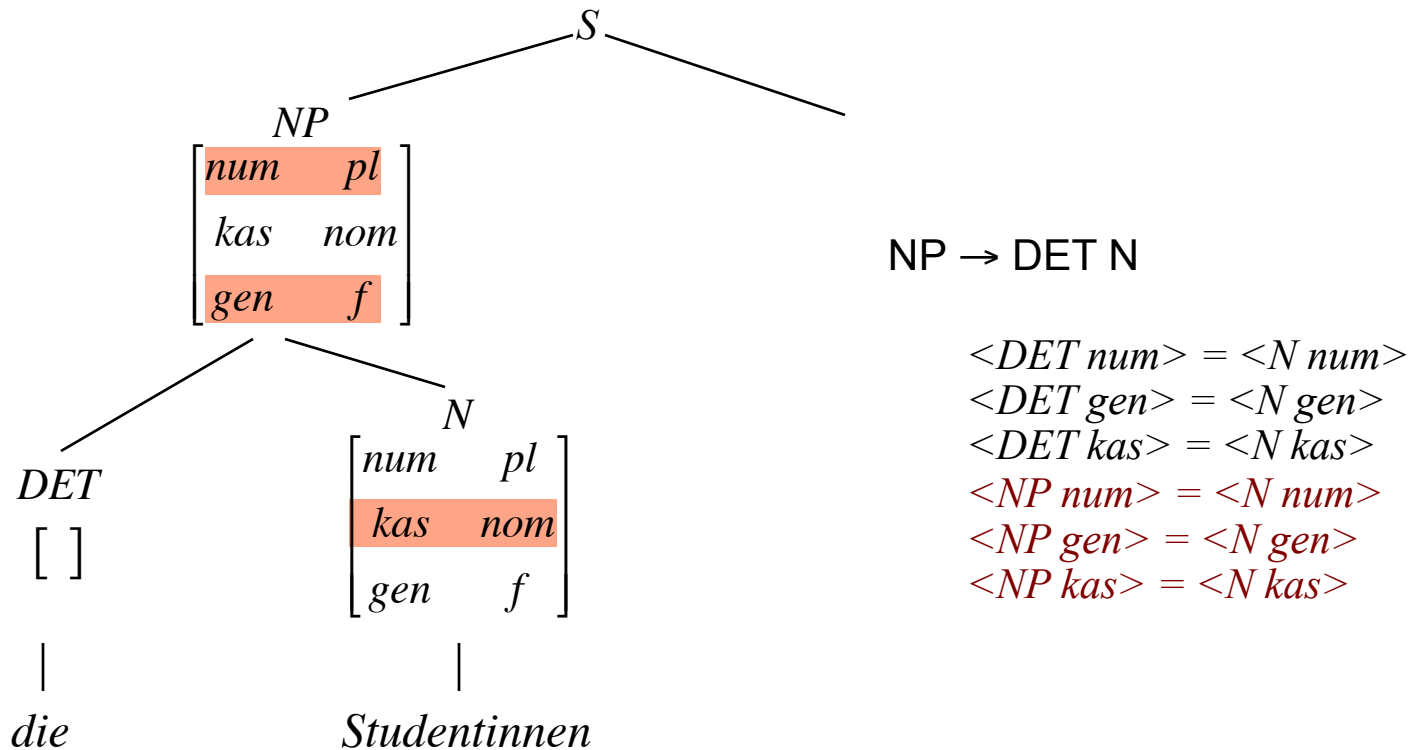 S
NP
num pl
kas nom
gen f
NP → DET N
<DET num> = <N num>
<DET gen> = <N gen>
<DET kas> = <N kas>
<NP num> = <N num>
<NP gen> = <N gen>
<NP kas> = <N kas>
DET
[ ]
N
num pl
kas nom
gen f
die
Studentinnen